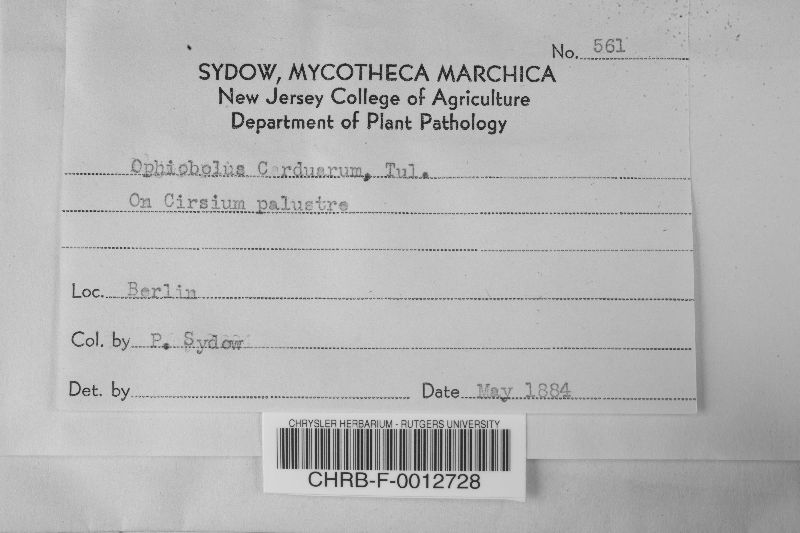 No. 561
SYDOW, MYCOTHECA MARCHICA
New Jersey College of Agriculture
Department of Plant Pathology
Ophiobolus Carduarum, Tul.
On Cirsium palustre
Loc. Berlin
Col. by P. Sydow
Det. by
Date May 1884
CHRYSLER HERBARIUM - RUTGERS UNIVERSITY
CHRB-F-0012728